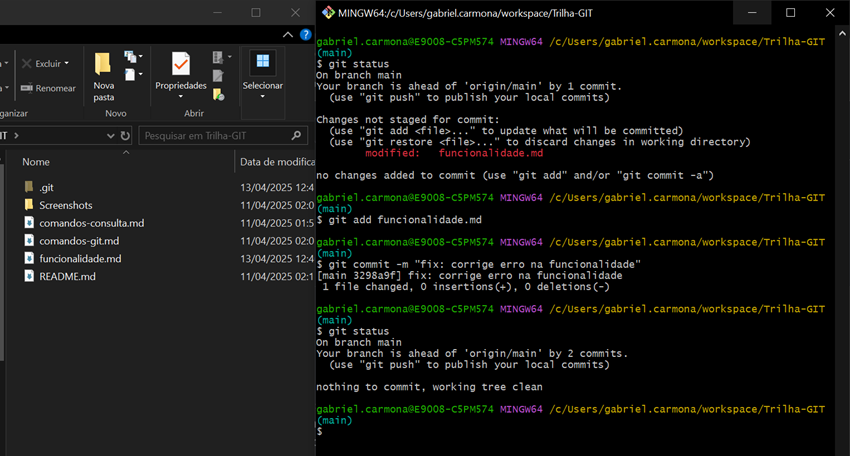 Excluir
Renomear
Nova
pasta
Propriedades
Selecionar
ganizar
Novo
Abrir
IT
Pesquisar em Trilha-GIT
Nome
Data de modifica
.git
13/04/2025 12:4
Screenshots
11/04/2025 02:0
comandos-consulta.md
11/04/2025 01:5
comandos-git.md
11/04/2025 02:0
funcionalidade.md
13/04/2025 12:4
README.md
11/04/2025 02:1
MINGW64:/c/Users/gabriel.carmona/workspace/Trilha-GIT
gabriel.carmona@E9008-C5PM574 MINGW64 /c/Users/gabriel.carmona/workspace/Trilha-GIT
(main)
$ git status
On branch main
Your branch is ahead of 'origin/main' by 1 commit.
(use "git push" to publish your local commits)
Changes not staged for commit:
(use "git add <file>..." to update what will be committed)
(use "git restore <file>..." to discard changes in working directory)
modified: funcionalidade.md
no changes added to commit (use "git add" and/or "git commit -a")
gabriel.carmona@E9008-C5PM574 MINGW64 /c/Users/gabriel.carmona/workspace/Trilha-GIT
(main)
$ git add funcionalidade.md
gabriel.carmona@E9008-C5PM574 MINGW64 /c/Users/gabriel.carmona/workspace/Trilha-GIT
(main)
$ git commit -m "fix: corrige erro na funcionalidade"
[main 3298a9f] fix: corrige erro na funcionalidade
1 file changed, 0 insertions(+), 0 deletions(-)
gabriel.carmona@E9008-C5PM574 MINGW64 /c/Users/gabriel.carmona/workspace/Trilha-GIT
(main)
$ git status
On branch main
Your branch is ahead of 'origin/main' by 2 commits.
(use "git push" to publish your local commits)
nothing to commit, working tree clean
gabriel.carmona@E9008-C5PM574 MINGW64 /c/Users/gabriel.carmona/workspace/Trilha-GIT
(main)
$